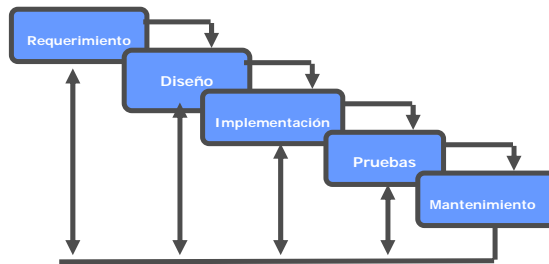 Requerimiento
Diseño
Implementación
Pruebas
Mantenimiento